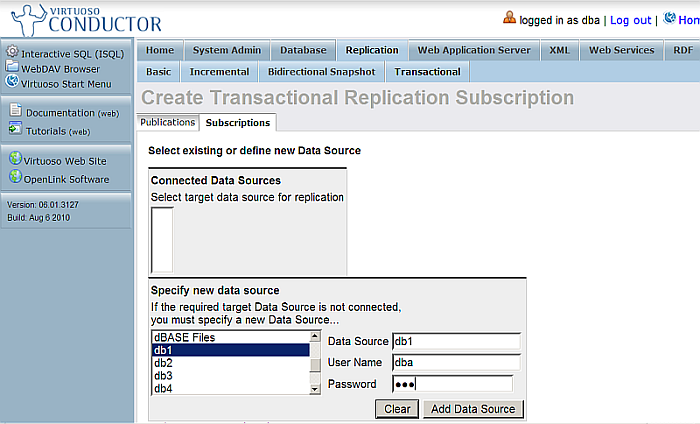 VIRTUOSO
CONDUCTOR
logged in as dba | Log out |
Interactive SQL (ISQL)
WebDAV Browser
Virtuoso Start Menu
Documentation (web)
Tutorials (web)
Virtuoso Web Site
OpenLink Software
Version: 06.01.3127
Build: Aug 6 2010
Home System Admin Database Replication Web Application Server XML Web Services RDF
Basic Incremental Bidirectional Snapshot Transactional
Create Transactional Replication Subscription
Publications Subscriptions
Select existing or define new Data Source
Connected Data Sources
Select target data source for replication
Specify new data source
If the required target Data Source is not connected,
you must specify a new Data Source...
dBASE Files
db1
db2
db3
db4
Data Source db1
User Name dba
Password ●●●
Clear Add Data Source